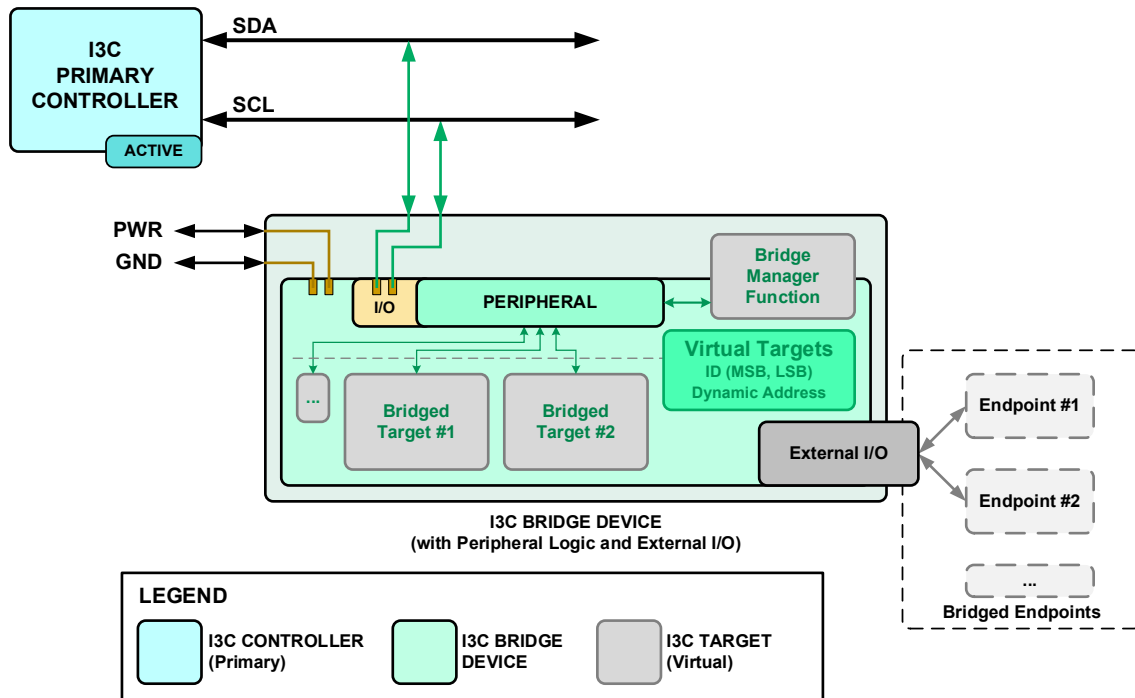 I3C
PRIMARY
CONTROLLER
ACTIVE
SDA
SCL
PWR
GND
I/O
PERIPHERAL
Bridge
Manager
Function
Virtual Targets
ID (MSB, LSB)
Dynamic Address
...
Bridged
Target #1
Bridged
Target #2
External I/O
Endpoint #1
Endpoint #2
...
Bridged Endpoints
I3C BRIDGE DEVICE
(with Peripheral Logic and External I/O)
LEGEND
I3C CONTROLLER
(Primary)
I3C BRIDGE
DEVICE
I3C TARGET
(Virtual)